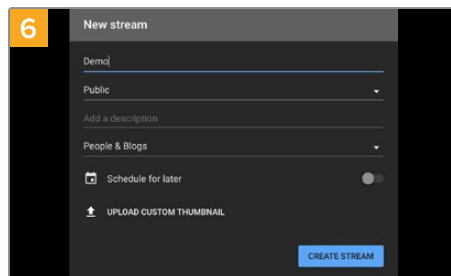 6
New stream
Demo
Public
Add a description
People & Blogs
Schedule for later
UPLOAD CUSTOM THUMBNAIL
CREATE STREAM